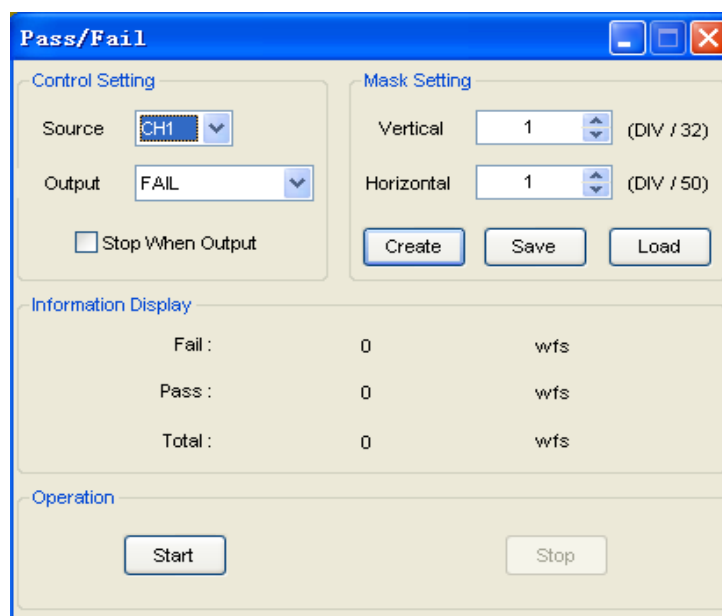 Pass/Fail
Control Setting
Source CH1
Output FAIL
Stop When Output
Mask Setting
Vertical 1 (DIV / 32)
Horizontal 1 (DIV / 50)
Create Save Load
Information Display
Fail : 0 wfs
Pass : 0 wfs
Total : 0 wfs
Operation
Start Stop